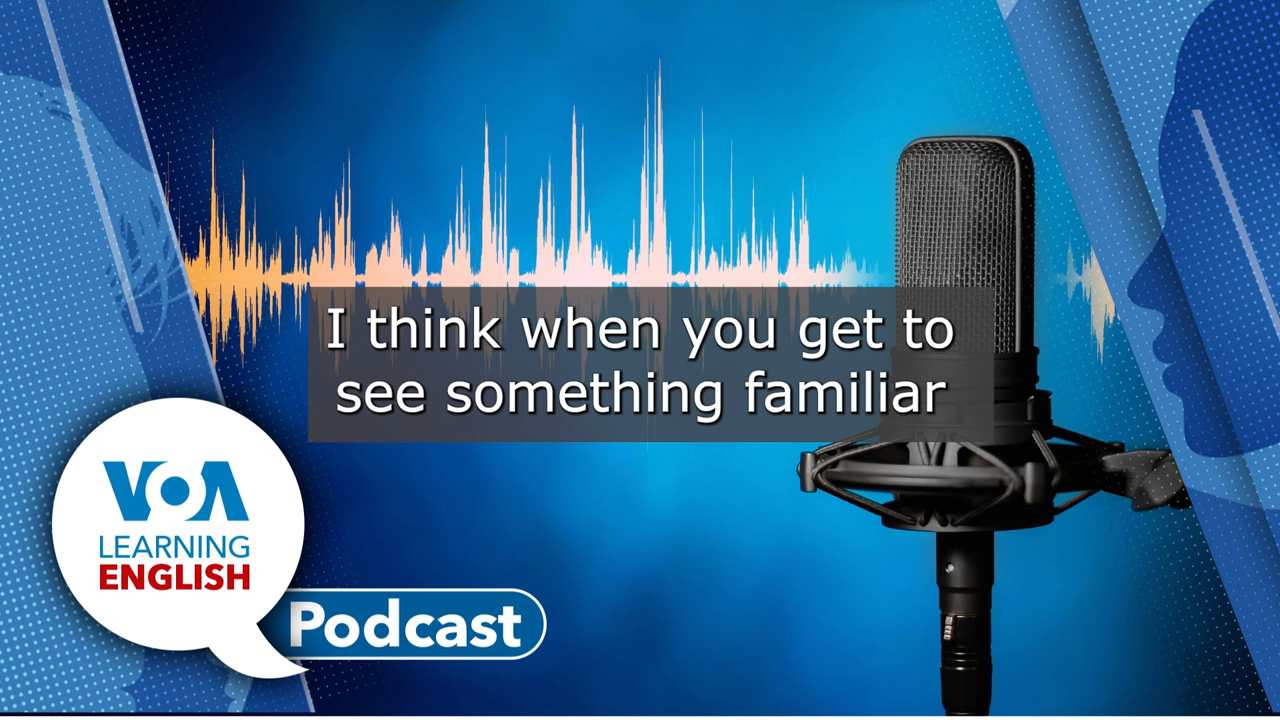 I think when you get to
see something familiar
VOA
LEARNING
ENGLISH
Podcast